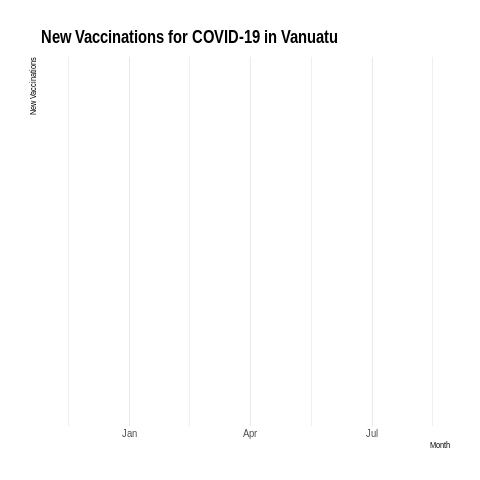 New Vaccinations for COVID-19 in Vanuatu
New Vaccinations
Jan Apr Jul
Month